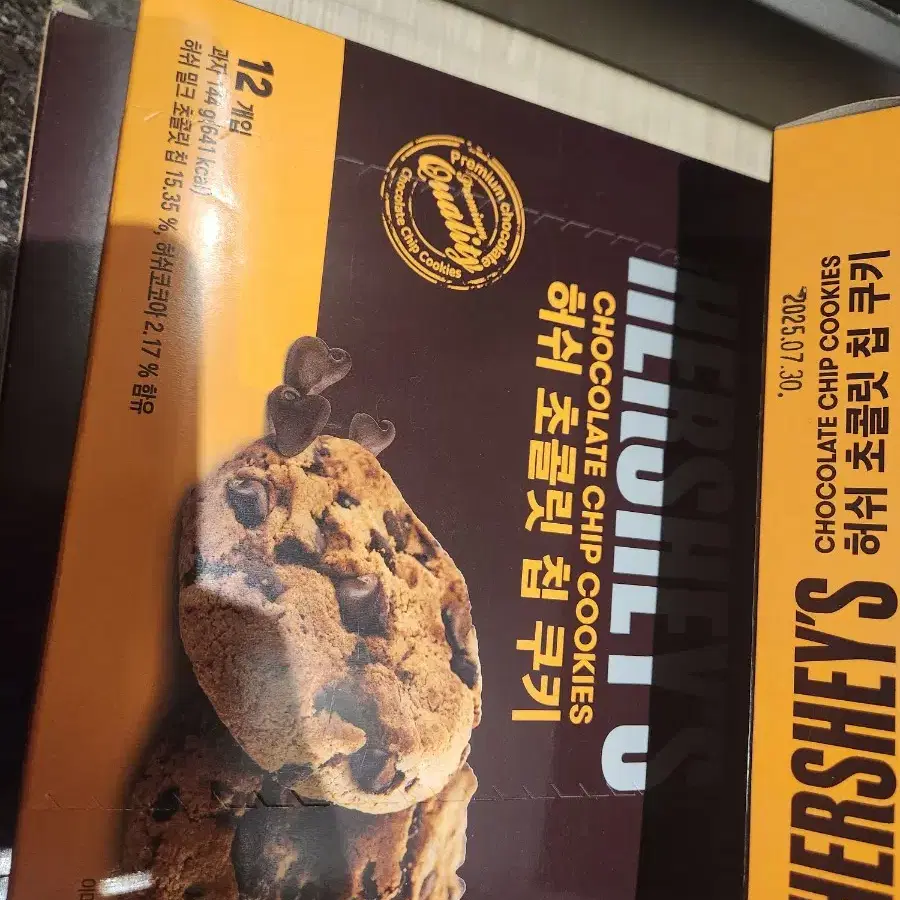 12 개입
과자 144 g(641 kcal)
허쉬 밀크 초콜릿 칩 15.35 %, 허쉬코코아 2.17 % 함유
Premium chocolate
Premium
Quality
Chocolate Chip Cookies
HERSHEY'S
CHOCOLATE CHIP COOKIES
허쉬 초콜릿 칩 쿠키
2025.07.30.
HERSHEY'S
CHOCOLATE CHIP COOKIES
허쉬 초콜릿 칩 쿠키